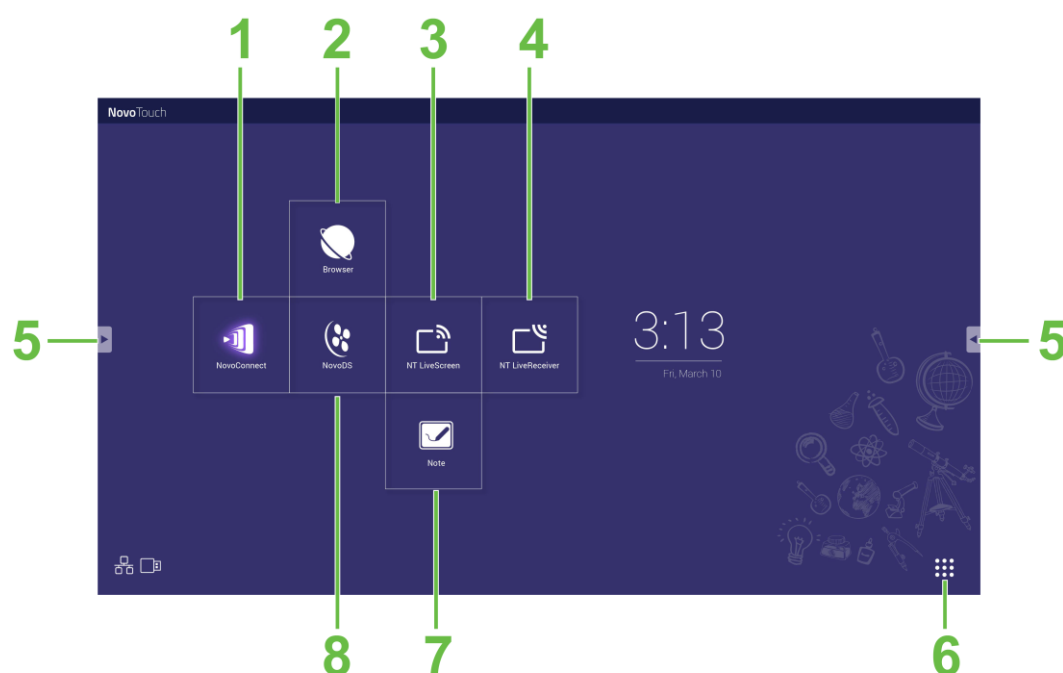 1 2 3 4
NovoTouch
Browser
5 5
NovoConnect NovoDS NT LiveScreen NT LiveReceiver
3:13
Fri, March 10
Note
8 7 6